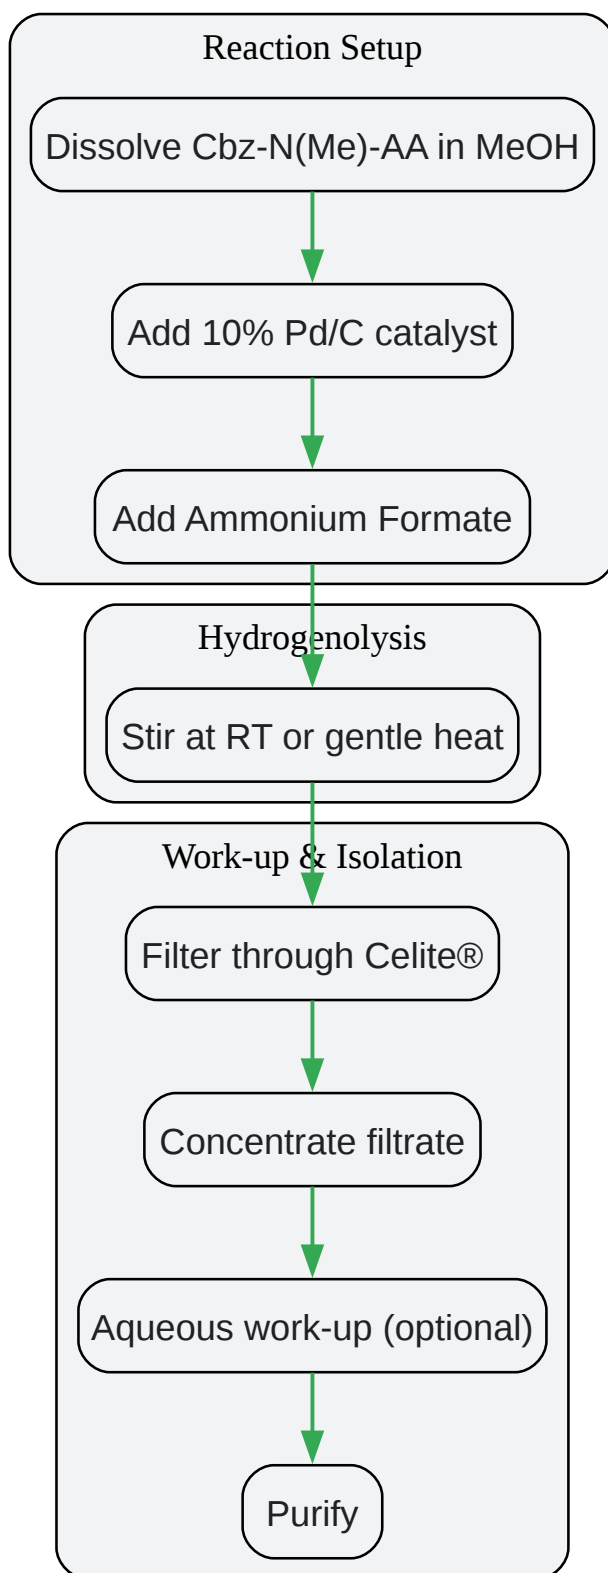 Reaction Setup
Dissolve Cbz-N(Me)-AA in MeOH
Add 10% Pd/C catalyst
Add Ammonium Formate
Hydrogenolysis
Stir at RT or gentle heat
Work-up & Isolation
Filter through Celite®
Concentrate filtrate
Aqueous work-up (optional)
Purify